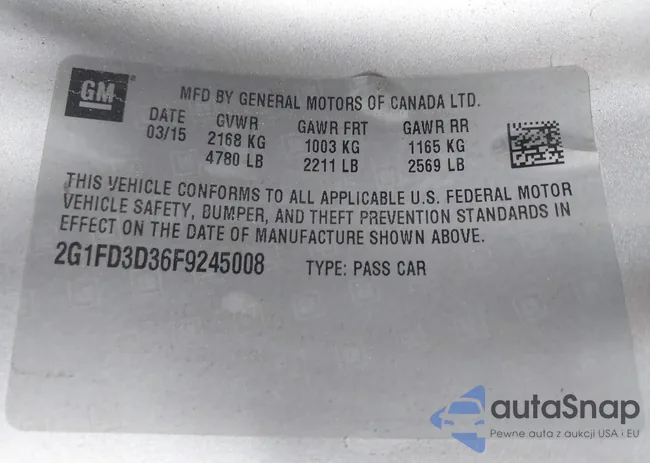 GM
MFD BY GENERAL MOTORS OF CANADA LTD.
DATE GVWR GAWR FRT GAWR RR
03/15 2168 KG 1003 KG 1165 KG
4780 LB 2211 LB 2569 LB
THIS VEHICLE CONFORMS TO ALL APPLICABLE U.S. FEDERAL MOTOR
VEHICLE SAFETY, BUMPER, AND THEFT PREVENTION STANDARDS IN
EFFECT ON THE DATE OF MANUFACTURE SHOWN ABOVE.
2G1FD3D36F9245008 TYPE: PASS CAR
autaSnap
Pewne auta z aukcji USA i EU